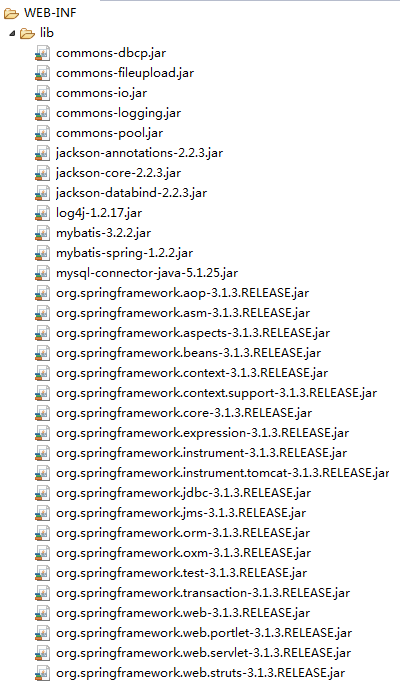 WEB-INF
lib
commons-dbcp.jar
commons-fileupload.jar
commons-io.jar
commons-logging.jar
commons-pool.jar
jackson-annotations-2.2.3.jar
jackson-core-2.2.3.jar
jackson-databind-2.2.3.jar
log4j-1.2.17.jar
mybatis-3.2.2.jar
mybatis-spring-1.2.2.jar
mysql-connector-java-5.1.25.jar
org.springframework.aop-3.1.3.RELEASE.jar
org.springframework.asm-3.1.3.RELEASE.jar
org.springframework.aspects-3.1.3.RELEASE.jar
org.springframework.beans-3.1.3.RELEASE.jar
org.springframework.context-3.1.3.RELEASE.jar
org.springframework.context.support-3.1.3.RELEASE.jar
org.springframework.core-3.1.3.RELEASE.jar
org.springframework.expression-3.1.3.RELEASE.jar
org.springframework.instrument-3.1.3.RELEASE.jar
org.springframework.instrument.tomcat-3.1.3.RELEASE.jar
org.springframework.jdbc-3.1.3.RELEASE.jar
org.springframework.jms-3.1.3.RELEASE.jar
org.springframework.orm-3.1.3.RELEASE.jar
org.springframework.oxm-3.1.3.RELEASE.jar
org.springframework.test-3.1.3.RELEASE.jar
org.springframework.transaction-3.1.3.RELEASE.jar
org.springframework.web-3.1.3.RELEASE.jar
org.springframework.web.portlet-3.1.3.RELEASE.jar
org.springframework.web.servlet-3.1.3.RELEASE.jar
org.springframework.web.struts-3.1.3.RELEASE.jar